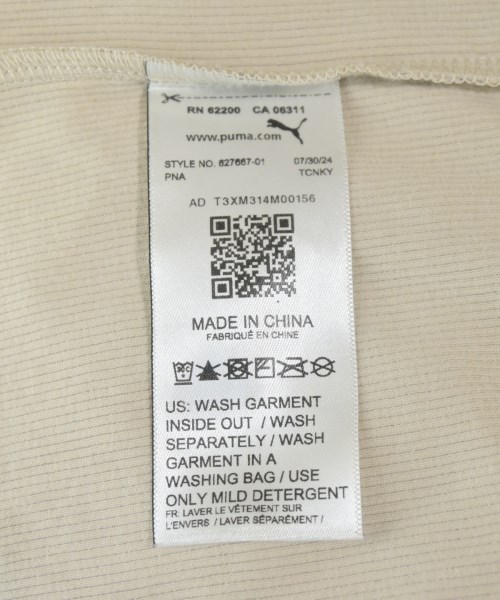 RN 62200 CA 06311
www.puma.com
STYLE NO. 627667-01 07/30/24
PNA TCNKY
AD T3XM314M00156
MADE IN CHINA
FABRIQUÉ EN CHINE
US: WASH GARMENT
INSIDE OUT / WASH
SEPARATELY / WASH
GARMENT IN A
WASHING BAG / USE
ONLY MILD DETERGENT
FR: LAVER LE VÊTEMENT SUR
L'ENVERS / LAVER SÉPARÉMENT /